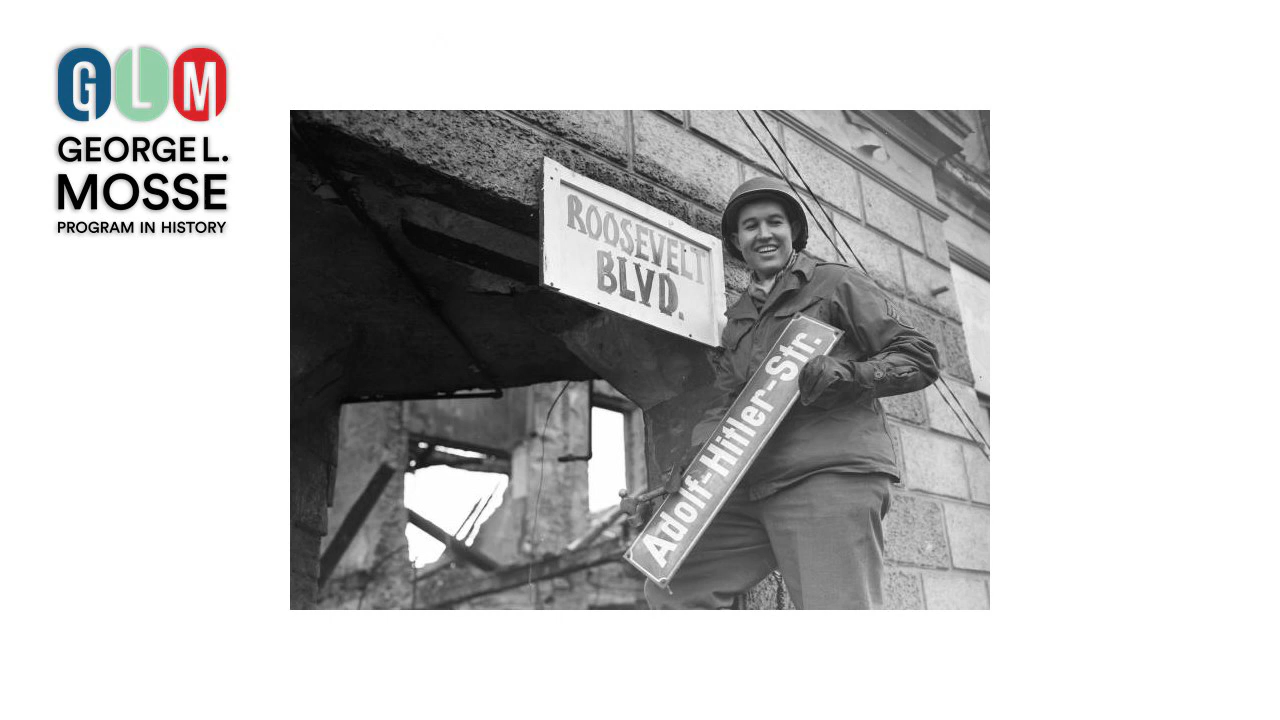 GLM
GEORGE L.
MOSSE
PROGRAM IN HISTORY
ROOSEVELT
BLVD.
Adolf-Hitler-Str.